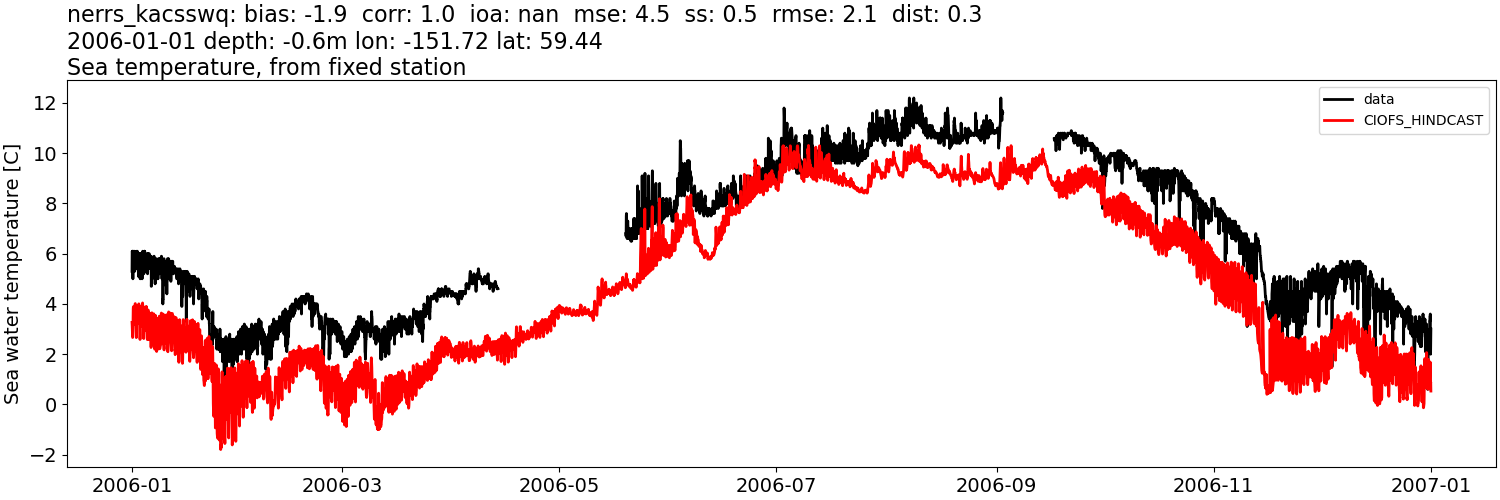 nerrs_kacsswq: bias: -1.9  corr: 1.0  ioa: nan  mse: 4.5  ss: 0.5  rmse: 2.1  dist: 0.3
2006-01-01 depth: -0.6m lon: -151.72 lat: 59.44
Sea temperature, from fixed station
Sea water temperature [C]
12
10
8
6
4
2
0
−2
data
CIOFS_HINDCAST
2006-01
2006-03
2006-05
2006-07
2006-09
2006-11
2007-01